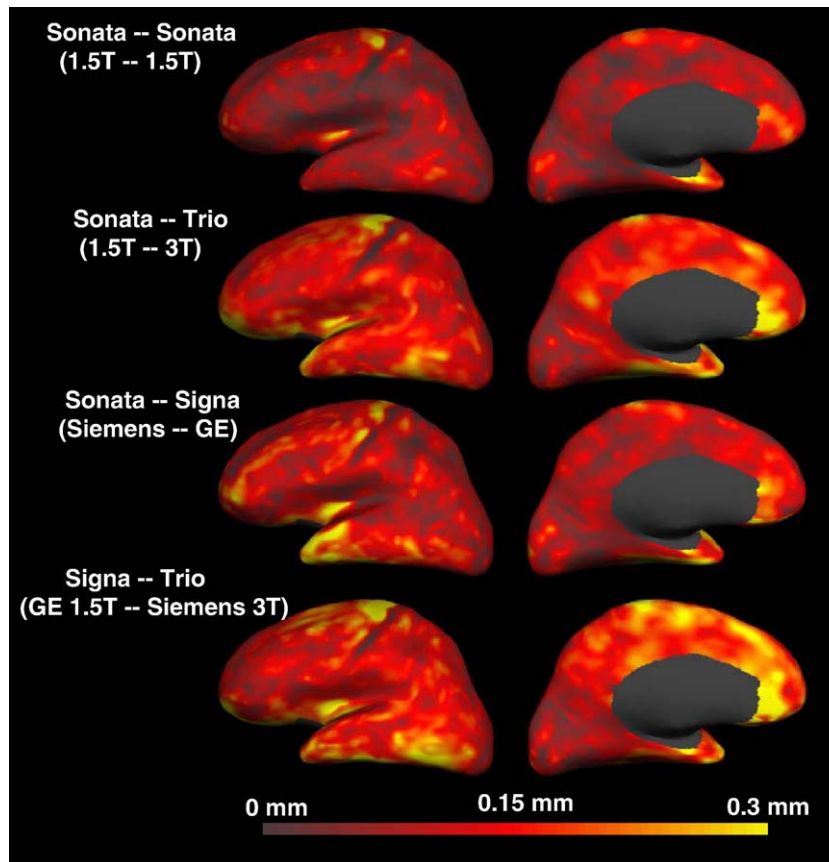 Sonata -- Sonata
(1.5T -- 1.5T)
Sonata -- Trio
(1.5T -- 3T)
Sonata -- Signa
(Siemens -- GE)
Signa -- Trio
(GE 1.5T -- Siemens 3T)
0 mm 0.15 mm 0.3 mm